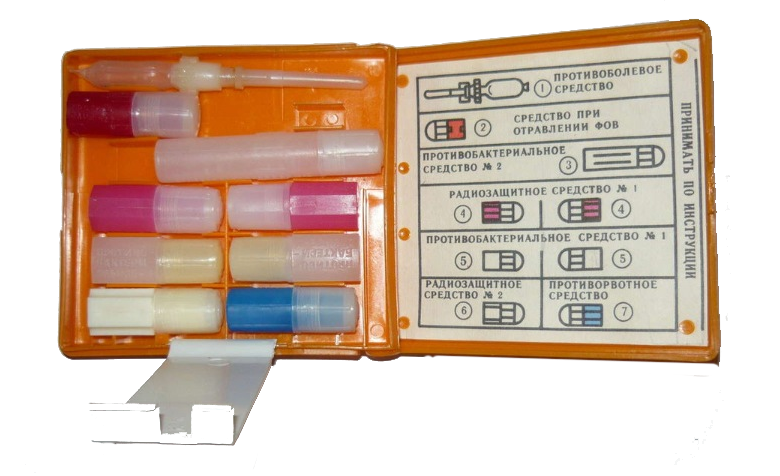 1 ПРОТИВОБОЛЕВОЕ
СРЕДСТВО
2 СРЕДСТВО ПРИ
ОТРАВЛЕНИИ ФОВ
ПРОТИВОБАКТЕРИАЛЬНОЕ
СРЕДСТВО № 2 3
РАДИОЗАЩИТНОЕ СРЕДСТВО № 1
4 4
ПРОТИВОБАКТЕРИАЛЬНОЕ СРЕДСТВО № 1
5 5
РАДИОЗАЩИТНОЕ
СРЕДСТВО № 2
6
ПРОТИВОРВОТНОЕ
СРЕДСТВО
7
ПРИНИМАТЬ ПО ИНСТРУКЦИИ